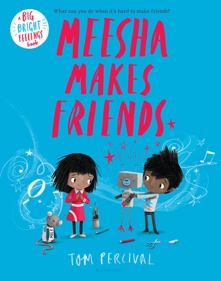 What can you do when it's hard to make friends?
A
BIG
BRIGHT
FEELINGS
book
MEESHA
MAKES
FRIENDS
TOM PERCIVAL